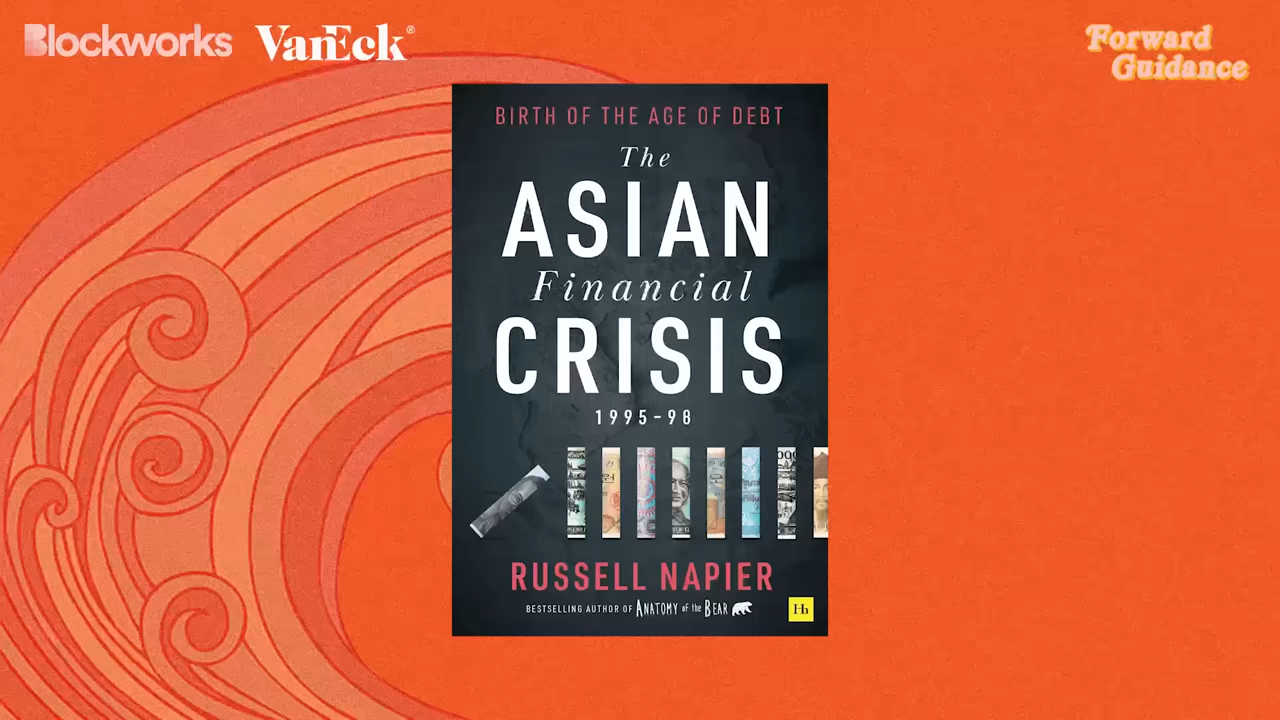 Blockworks VanEck®
Forward
Guidance
BIRTH OF THE AGE OF DEBT
The
ASIAN
Financial
CRISIS
1995-98
RUSSELL NAPIER
BESTSELLING AUTHOR OF ANATOMY of the BEAR
Hh